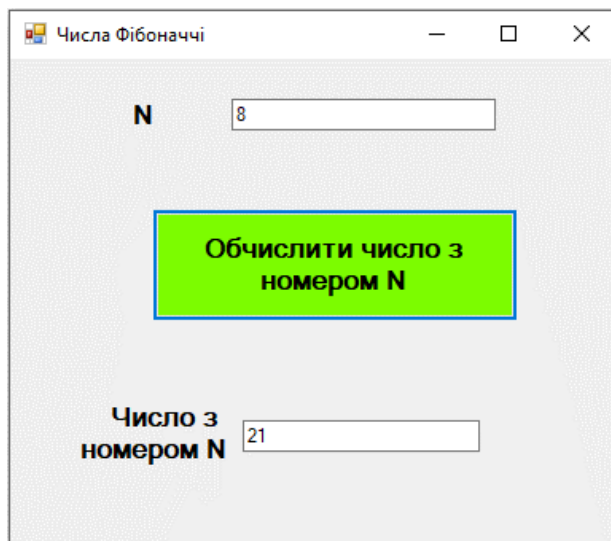 Числа Фібоначчі
N
8
Обчислити число з
номером N
Число з
номером N
21